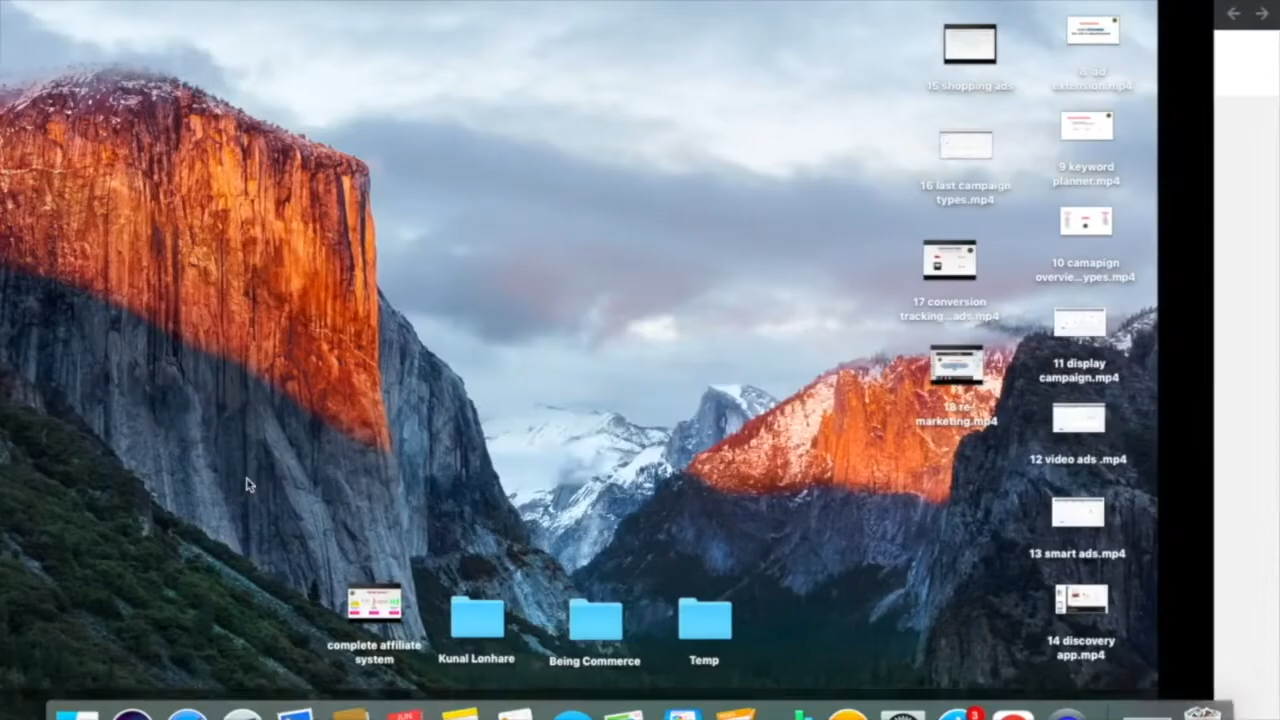 15 shopping ads
extension.mp4
16 last campaign
types.mp4
9 keyword
planner.mp4
17 conversion
tracking...ads.mp4
10 camapign
overvie...ypes.mp4
18 re-
marketing.mp4
11 display
campaign.mp4
12 video ads .mp4
13 smart ads.mp4
14 discovery
app.mp4
complete affiliate
system
Kunal Lonhare
Being Commerce
Temp
JUN
3